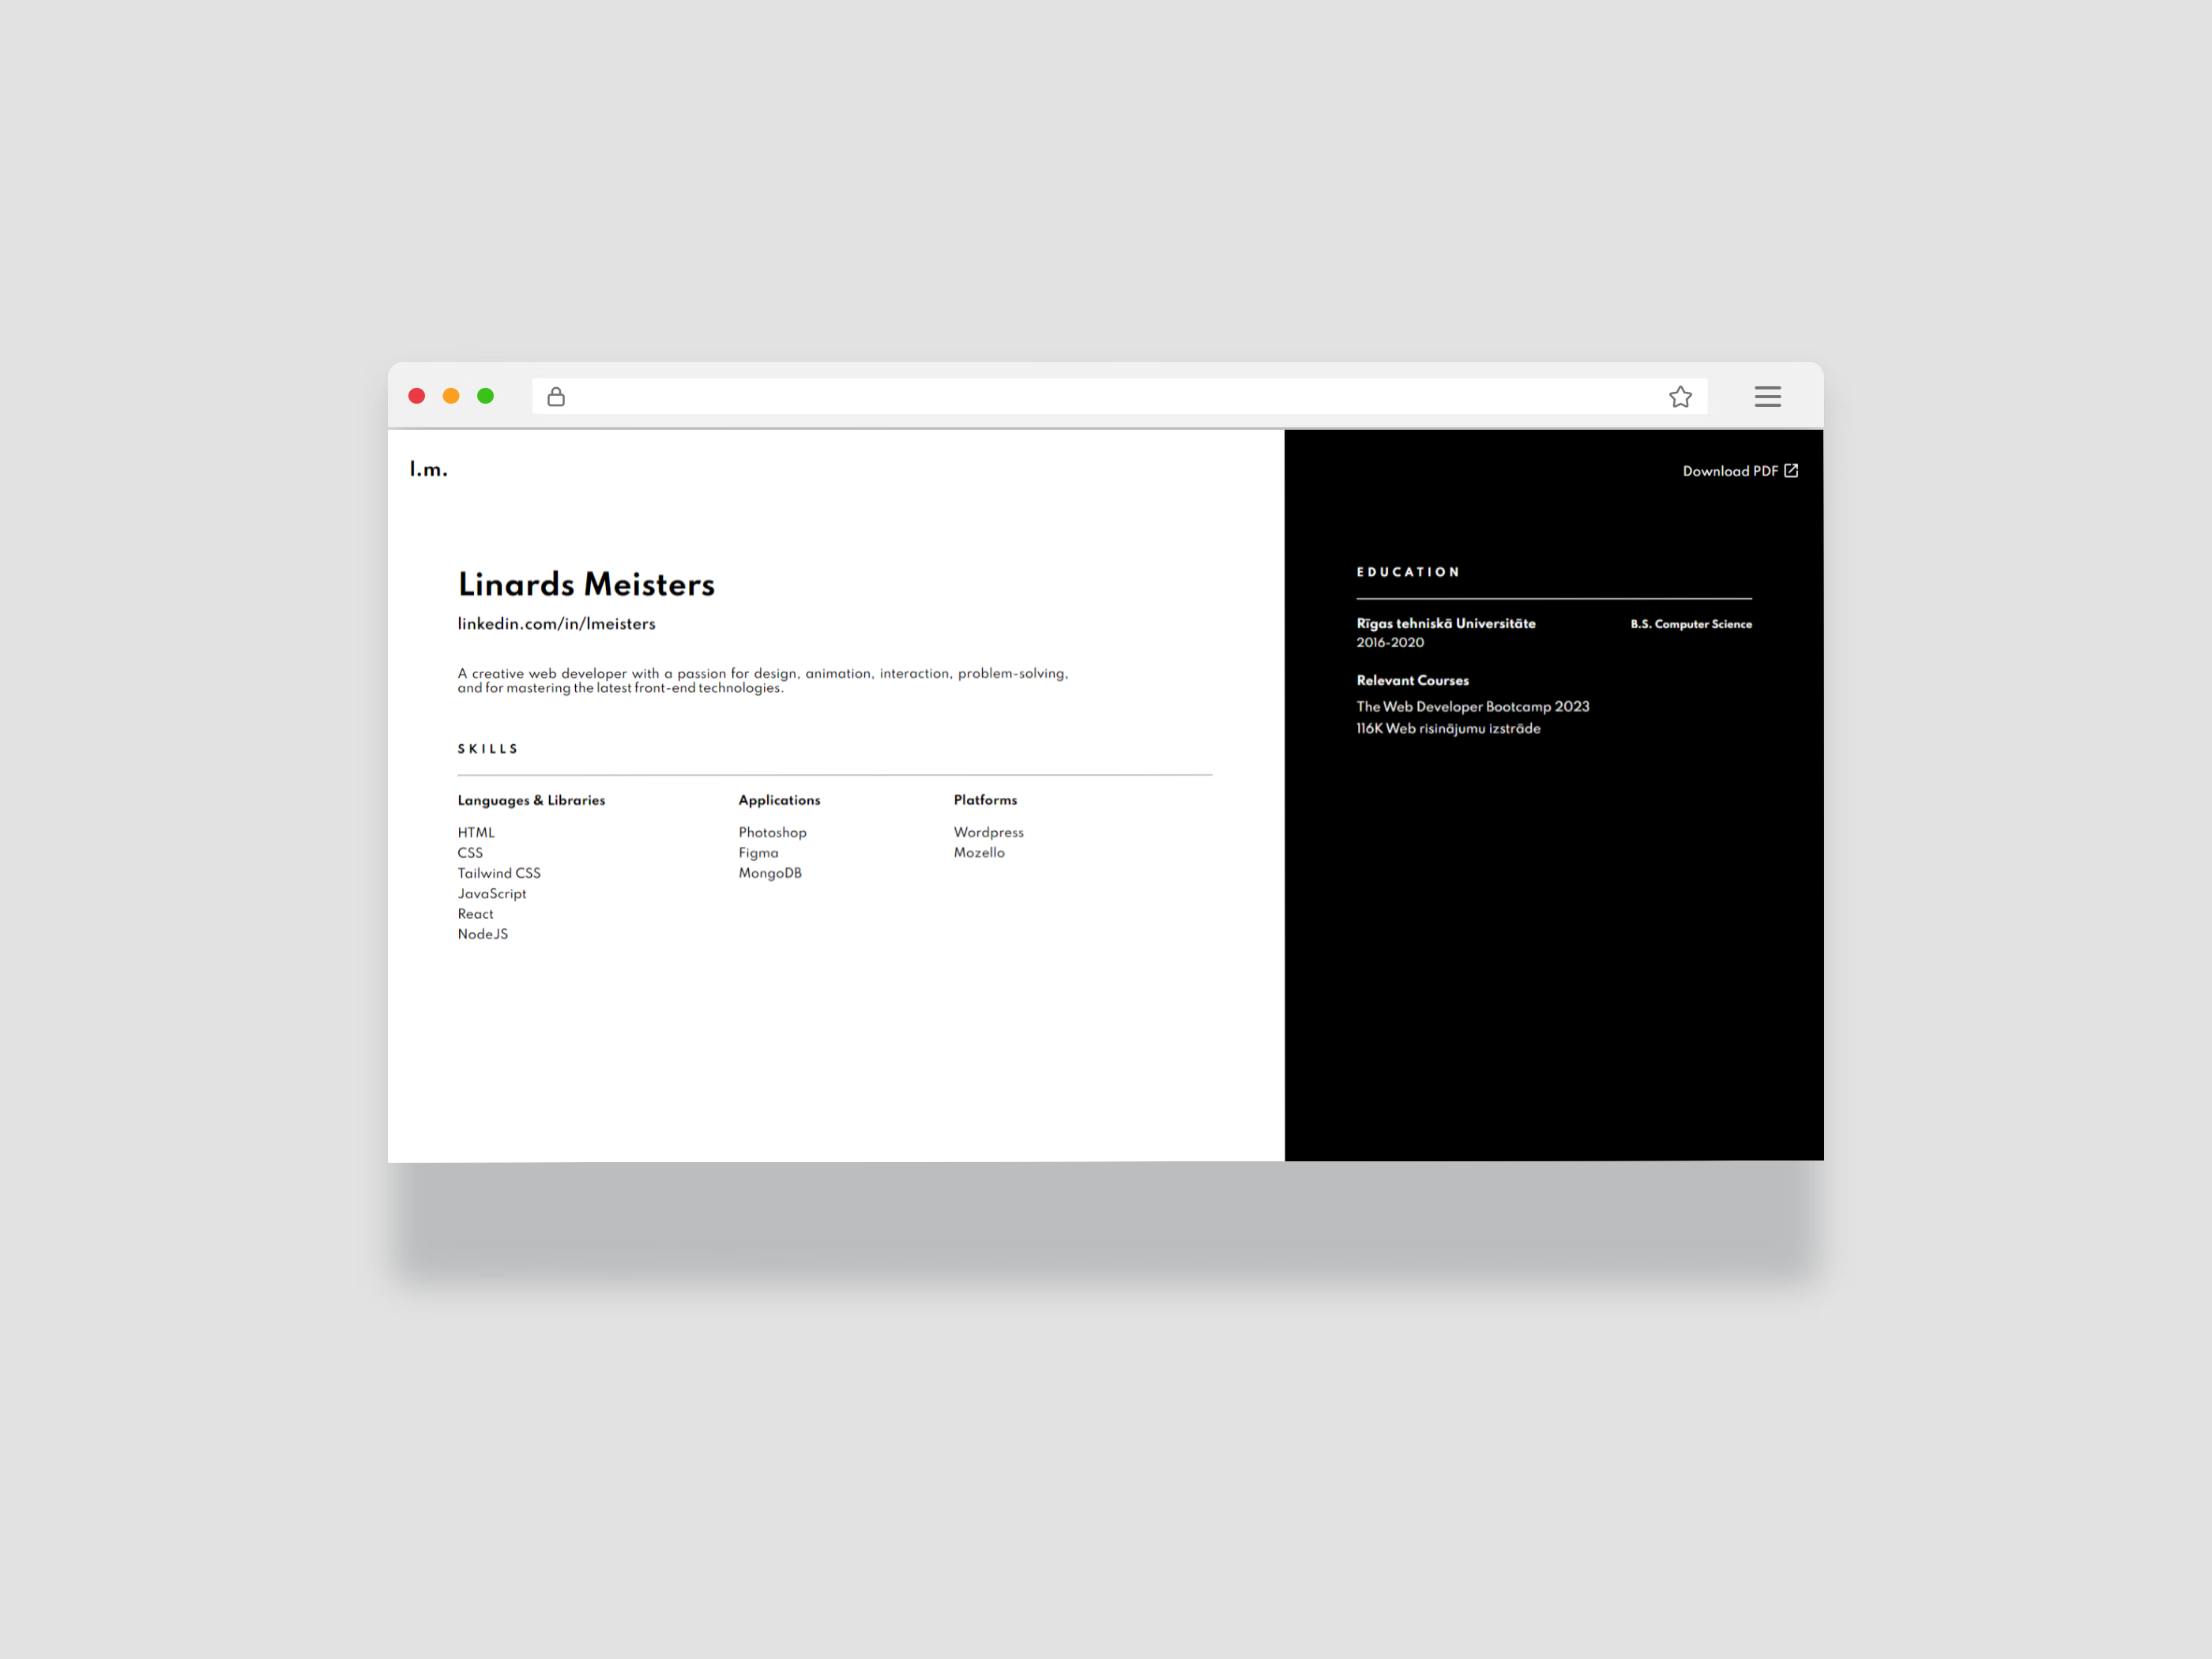 l.m.
Download PDF
Linards Meisters
linkedin.com/in/lmeisters
A creative web developer with a passion for design, animation, interaction, problem-solving,
and for mastering the latest front-end technologies.
SKILLS
Languages & Libraries
HTML
CSS
Tailwind CSS
JavaScript
React
NodeJS
Applications
Photoshop
Figma
MongoDB
Platforms
Wordpress
Mozello
EDUCATION
Rīgas tehniskā Universitāte B.S. Computer Science
2016-2020
Relevant Courses
The Web Developer Bootcamp 2023
116K Web risinājumu izstrāde